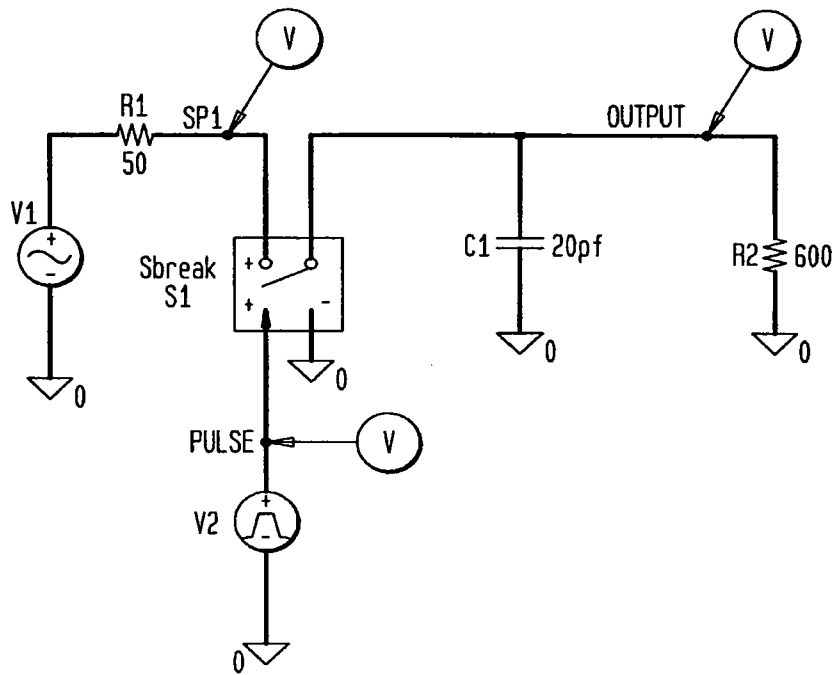 V
V
R1
SP1
OUTPUT
50
V1
+
-
Sbreak
S1
+
+
-
C1
20pf
R2
600
0
0
0
0
PULSE
V
V2
+
-
0